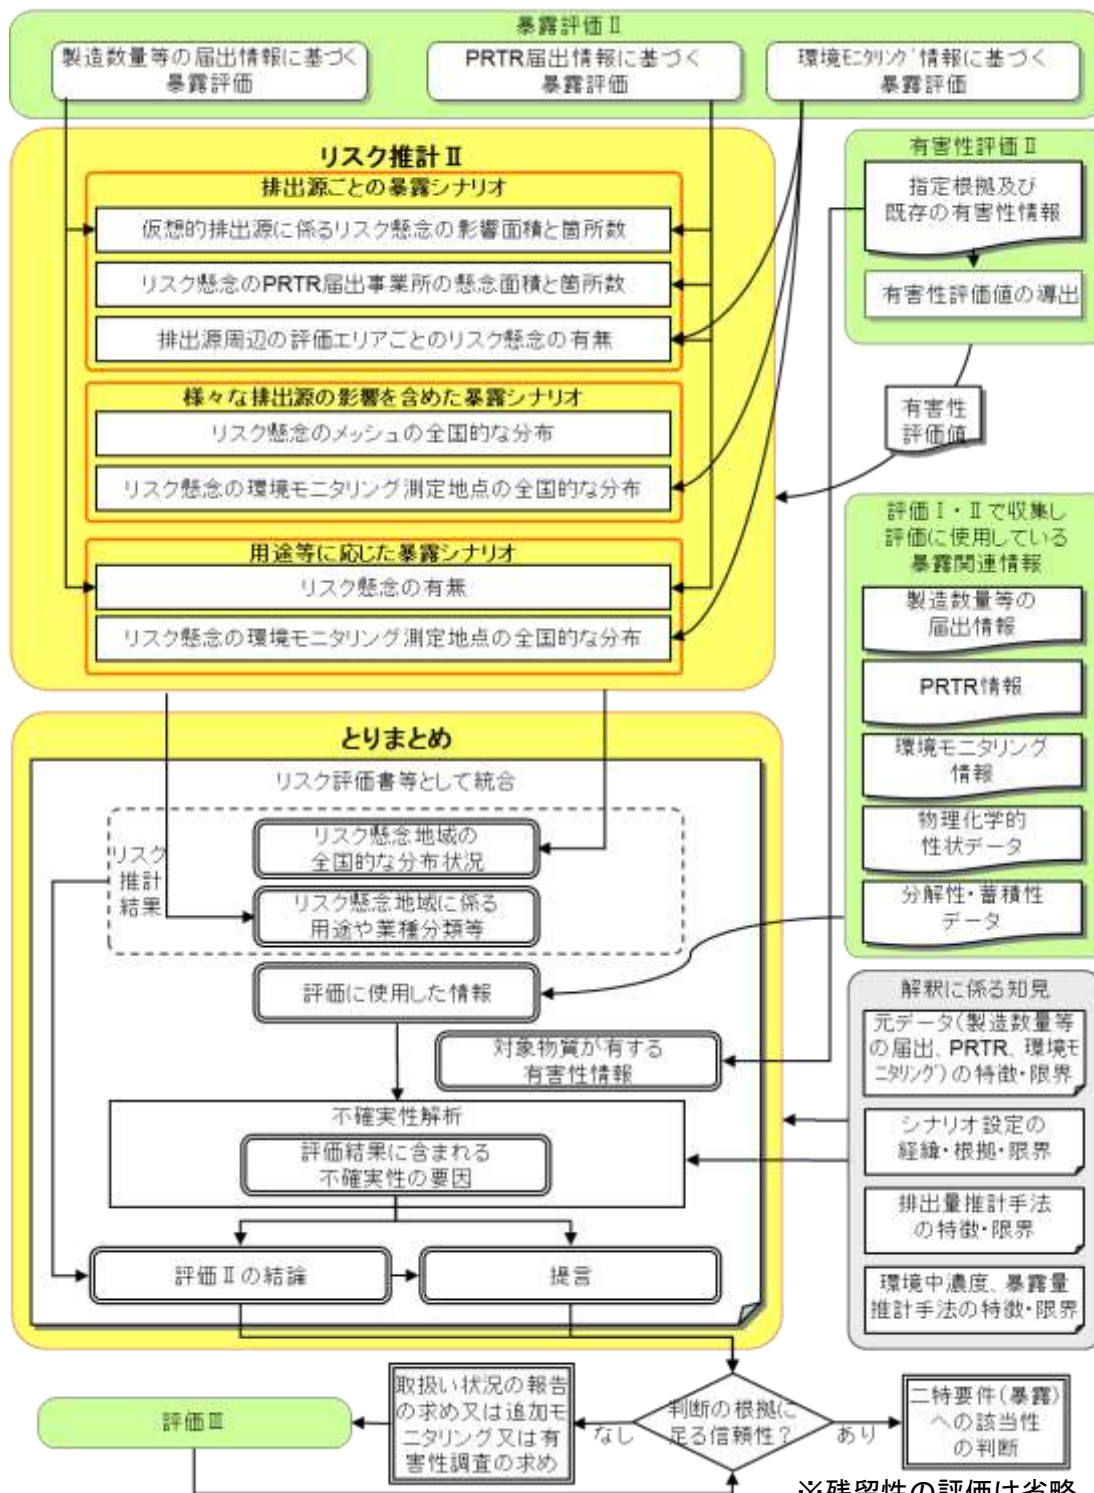 暴露評価Ⅱ
製造数量等の届出情報に基づく
暴露評価
PRTR届出情報に基づく
暴露評価
環境ﾓﾆﾀﾘﾝｸﾞ情報に基づく
暴露評価
リスク推計Ⅱ
排出源ごとの暴露シナリオ
仮想的排出源に係るリスク懸念の影響面積と箇所数
リスク懸念のPRTR届出事業所の懸念面積と箇所数
排出源周辺の評価エリアごとのリスク懸念の有無
様々な排出源の影響を含めた暴露シナリオ
リスク懸念のメッシュの全国的な分布
リスク懸念の環境モニタリング測定地点の全国的な分布
用途等に応じた暴露シナリオ
リスク懸念の有無
リスク懸念の環境モニタリング測定地点の全国的な分布
有害性評価Ⅱ
指定根拠及び
既存の有害性情報
有害性評価値の導出
有害性
評価値
評価Ⅰ・Ⅱで収集し
評価に使用している
暴露関連情報
製造数量等の
届出情報
PRTR情報
環境モニタリング
情報
物理化学的
性状データ
分解性・蓄積性
データ
とりまとめ
リスク評価書等として統合
リスク
推計
結果
リスク懸念地域の
全国的な分布状況
リスク懸念地域に係る
用途や業種分類等
評価に使用した情報
対象物質が有する
有害性情報
不確実性解析
評価結果に含まれる
不確実性の要因
評価Ⅱの結論
提言
解釈に係る知見
元データ(製造数量等
の届出、PRTR、環境ﾓ
ﾆﾀﾘﾝｸﾞ)の特徴・限界
シナリオ設定の
経緯・根拠・限界
排出量推計手法
の特徴・限界
環境中濃度、暴露量
推計手法の特徴・限界
評価Ⅲ
取扱い状況の報告
の求め又は追加モ
ニタリング又は有
害性調査の求め
なし
判断の根拠に
足る信頼性？
あり
二特要件(暴露)
への該当性
の判断
※残留性の評価は省略